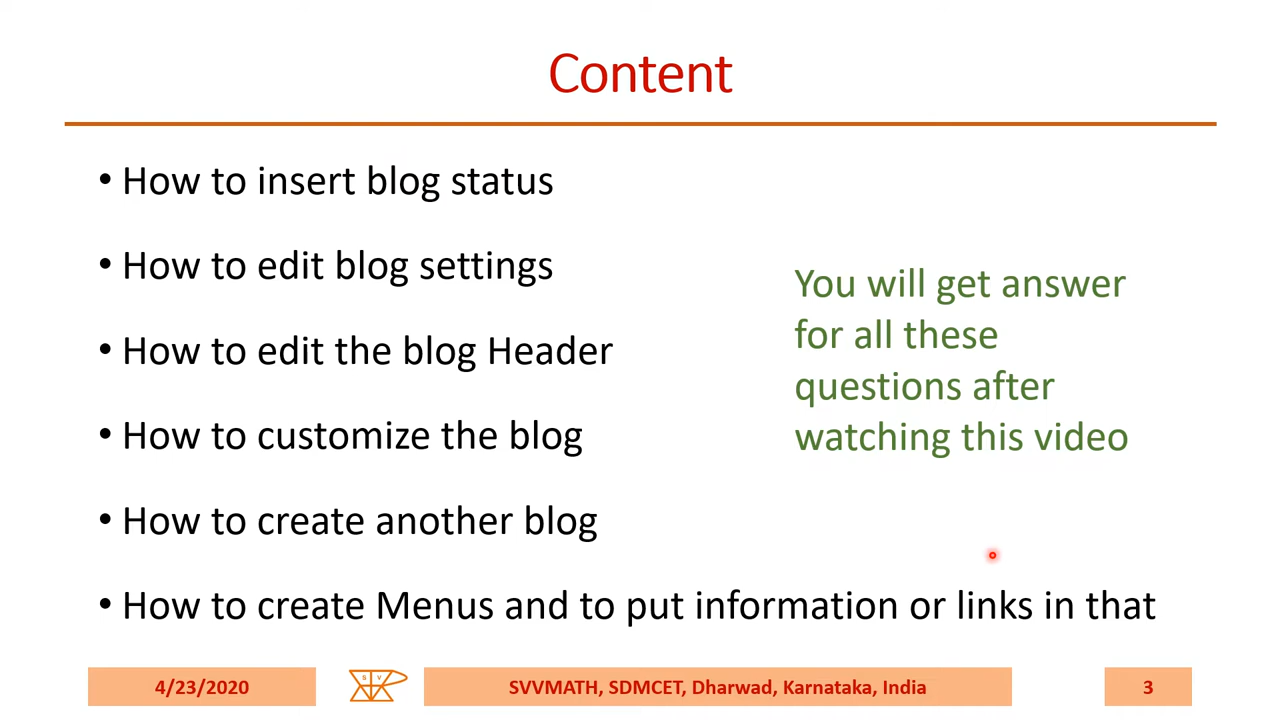 Content
• How to insert blog status
• How to edit blog settings
• How to edit the blog Header
• How to customize the blog
• How to create another blog
• How to create Menus and to put information or links in that
You will get answer
for all these
questions after
watching this video
4/23/2020
S V
SVVMATH, SDMCET, Dharwad, Karnataka, India
3